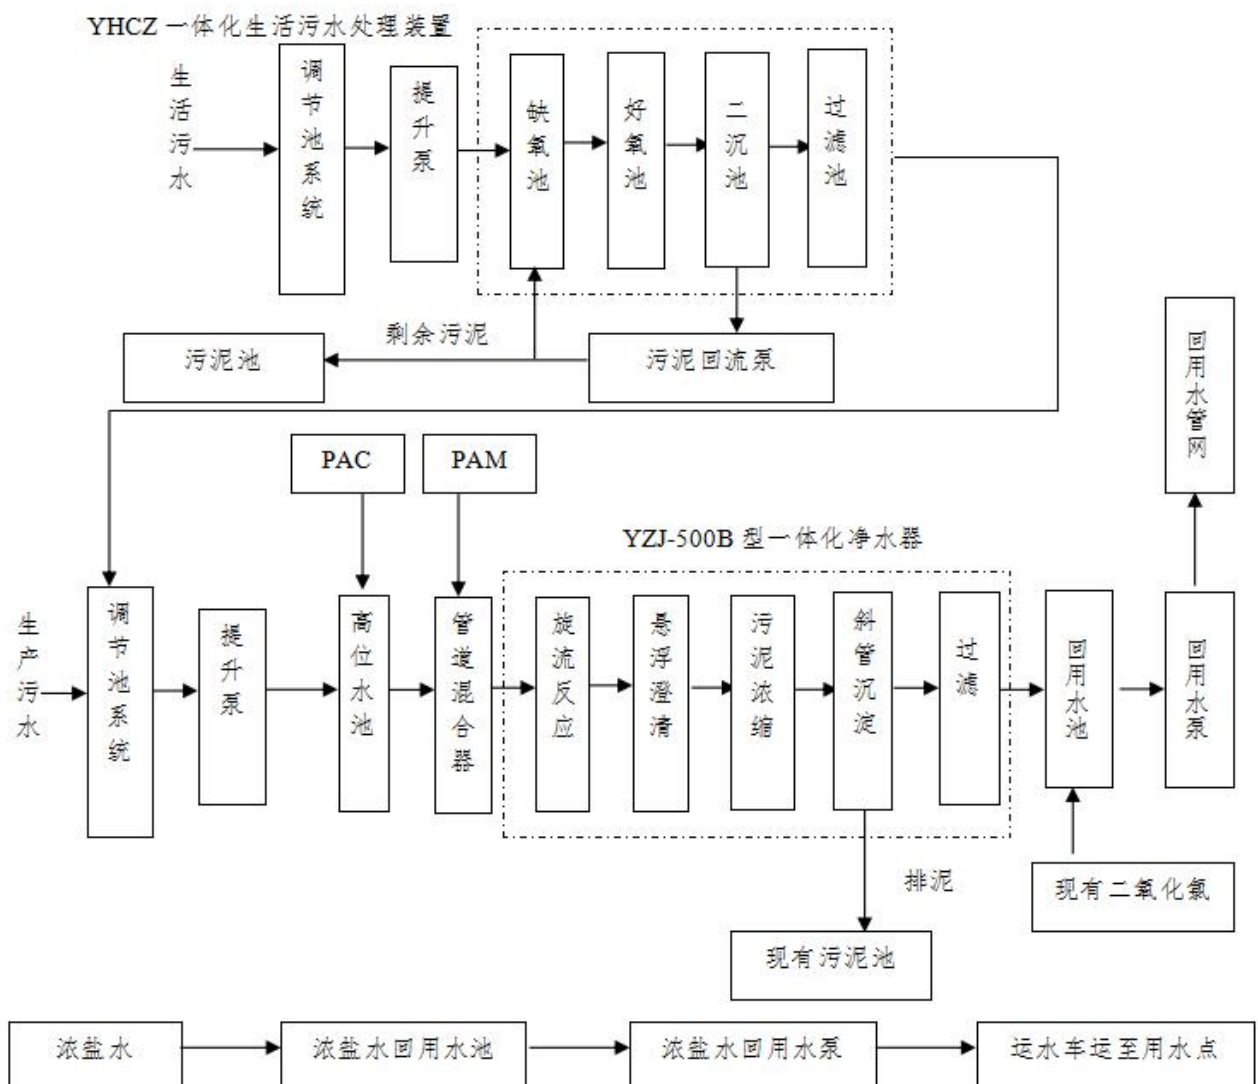 YHCZ 一体化生活污水处理装置
生活污水
调节池系统
提升泵
缺氧池
好氧池
二沉池
过滤池
剩余污泥
污泥池
污泥回流泵
回用水管网
PAC
PAM
YZJ-500B 型一体化净水器
生产污水
调节池系统
提升泵
高位水池
管道混合器
旋流反应
悬浮澄清
污泥浓缩
斜管沉淀
过滤
回用水池
回用水泵
排泥
现有二氧化氯
现有污泥池
浓盐水
浓盐水回用水池
浓盐水回用水泵
运水车运至用水点